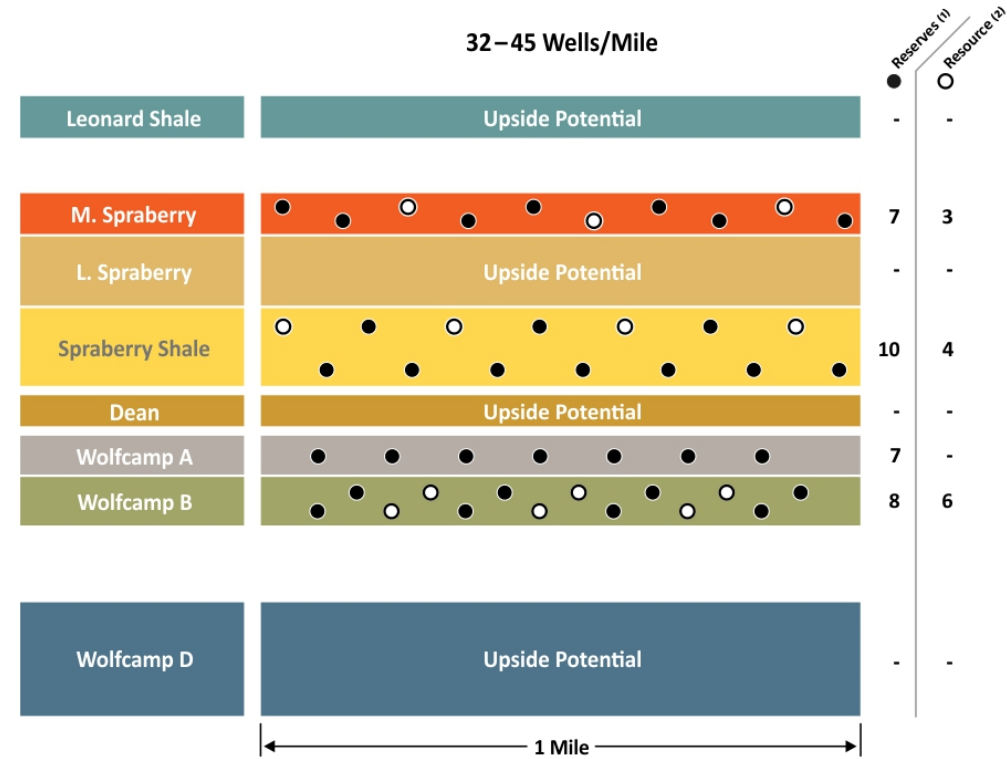 32–45 Wells/Mile
Reserves (1)
Resource (2)
Leonard Shale Upside Potential - -
M. Spraberry 7 3
L. Spraberry Upside Potential - -
Spraberry Shale 10 4
Dean Upside Potential - -
Wolfcamp A 7 -
Wolfcamp B 8 6
Wolfcamp D Upside Potential - -
1 Mile